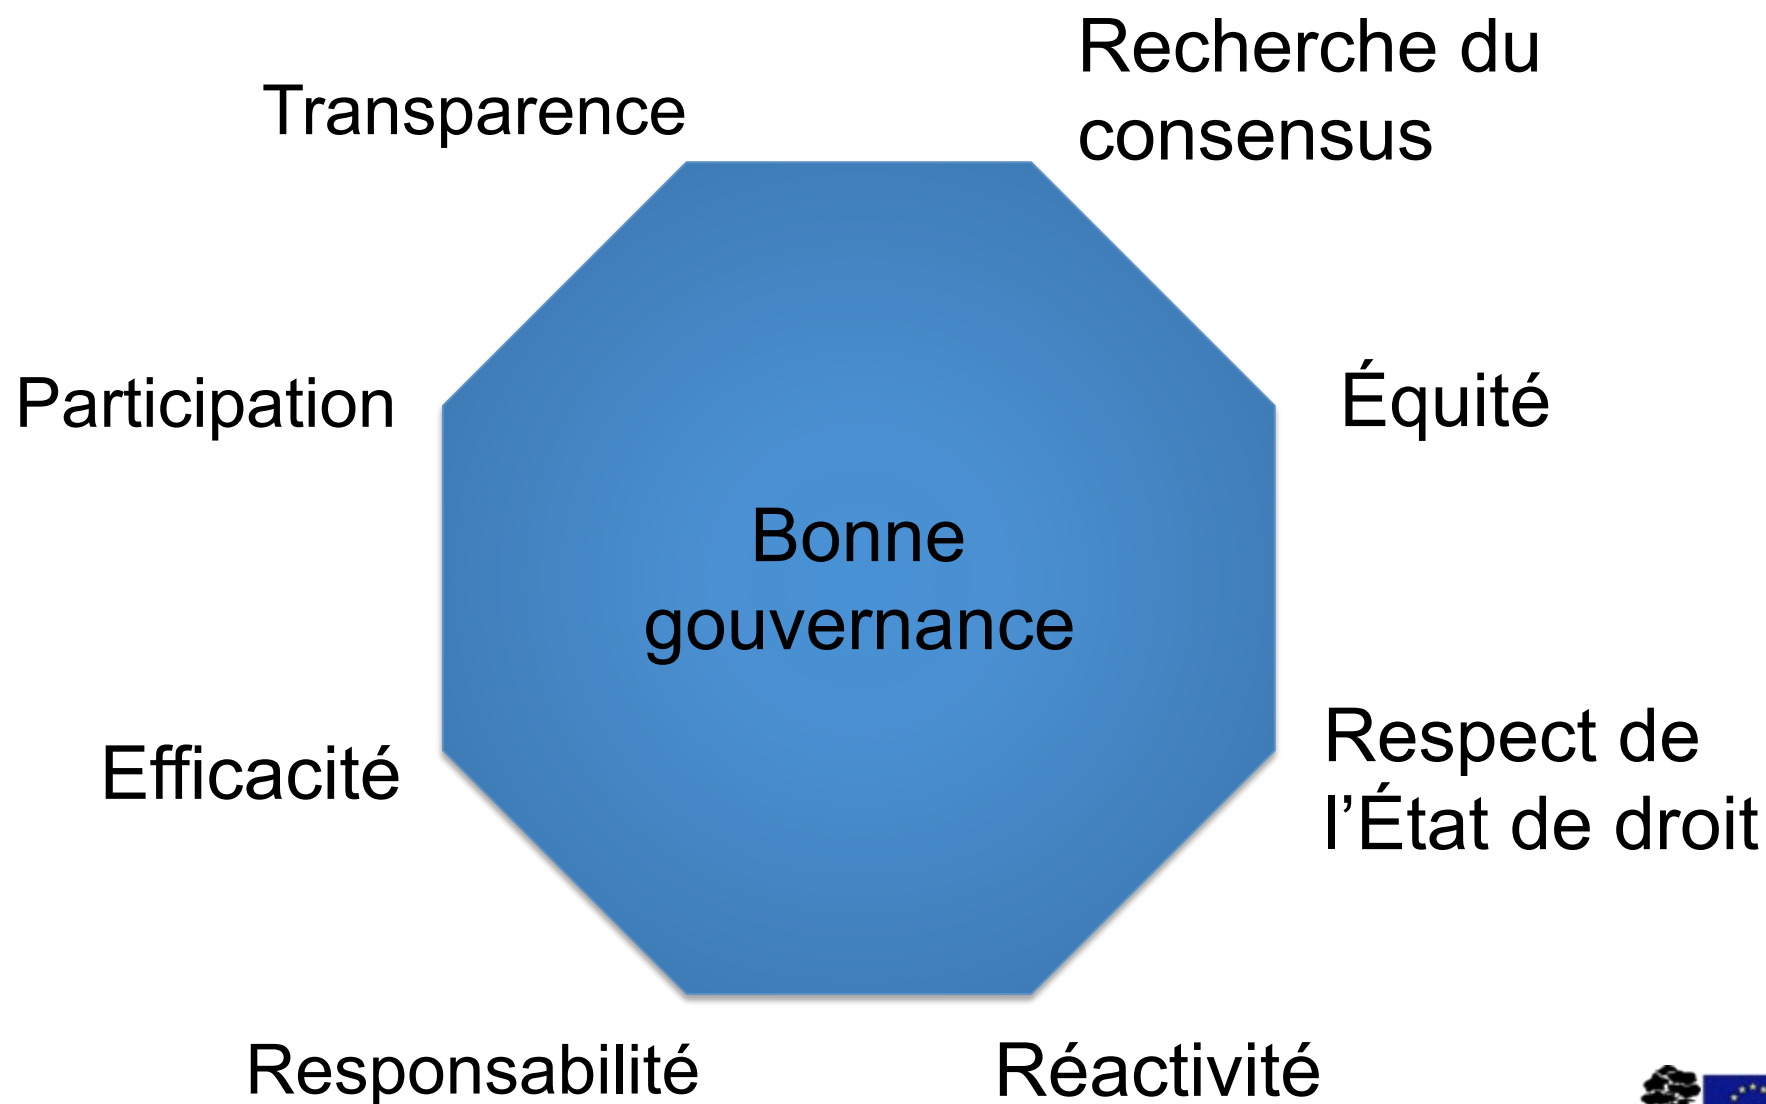 Recherche du
consensus
Transparence
Participation
Équité
Bonne
gouvernance
Respect de
l’État de droit
Efficacité
Responsabilité
Réactivité